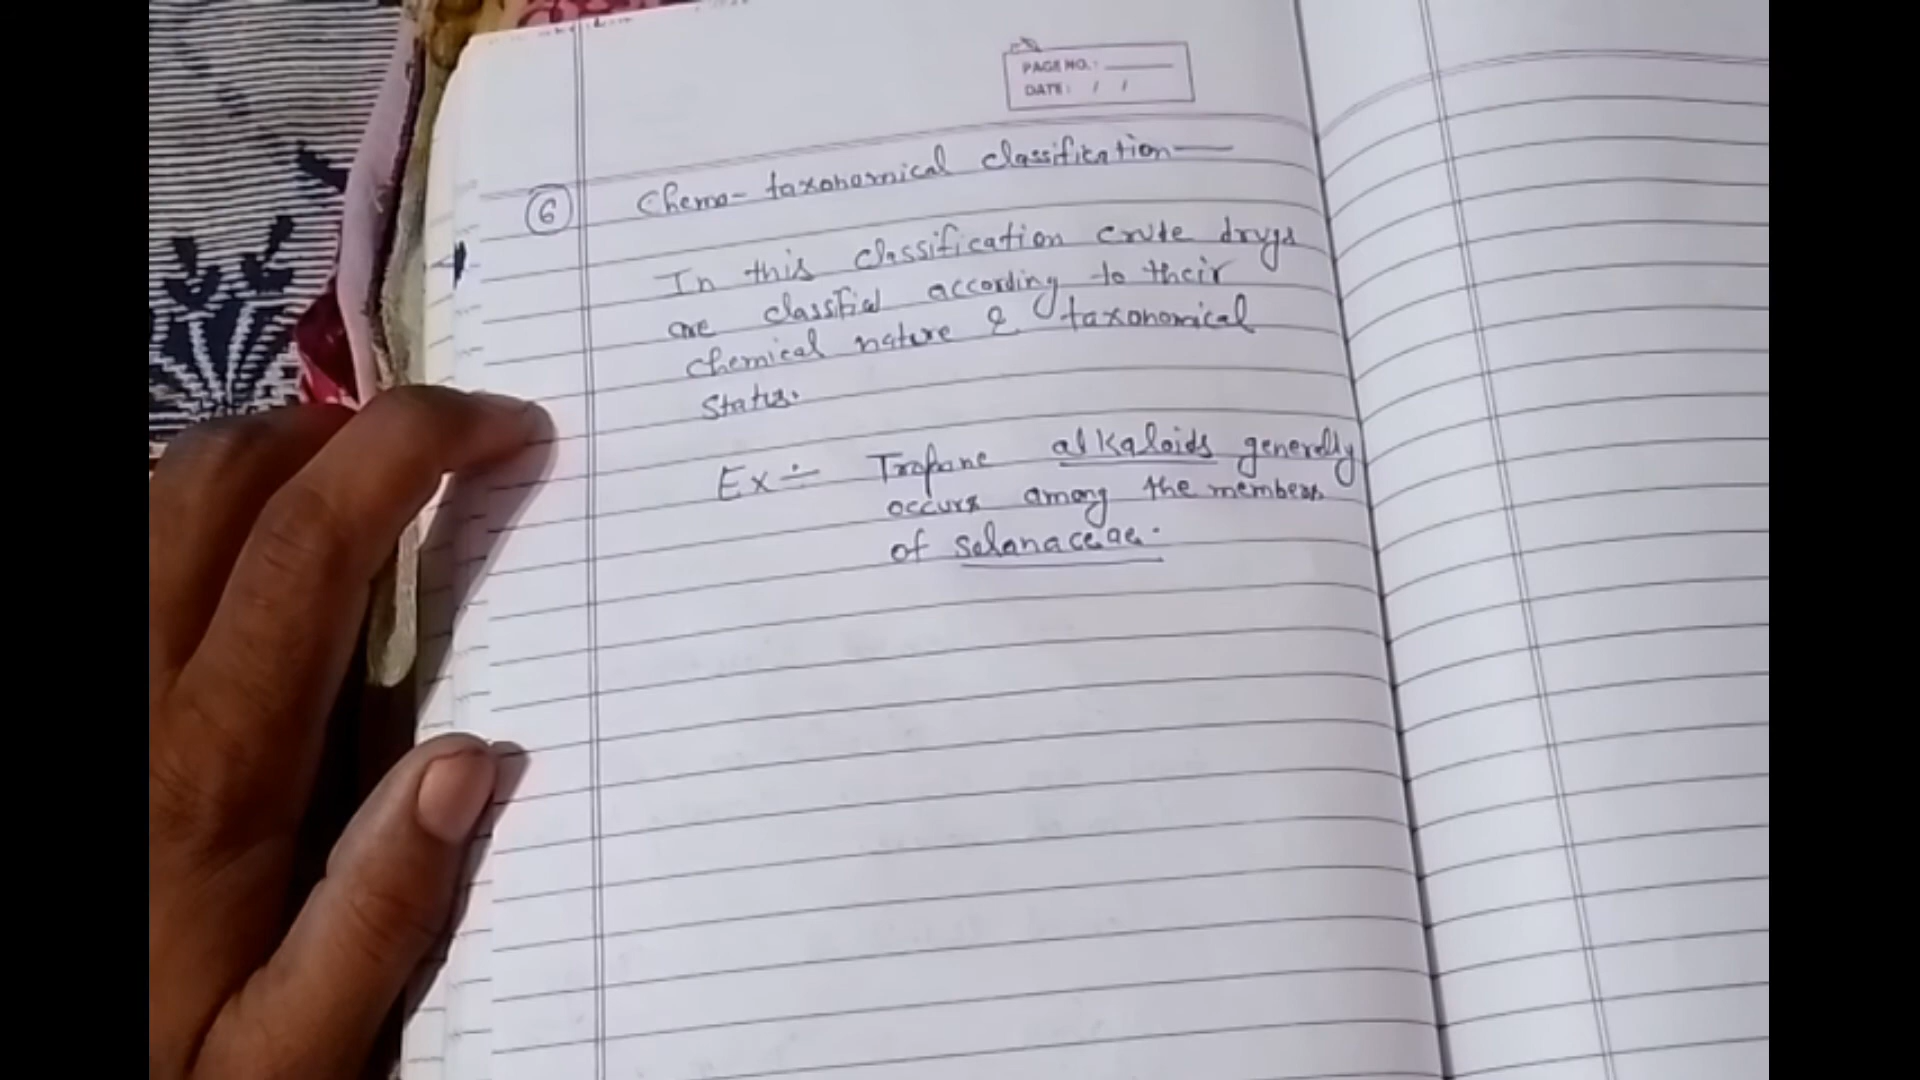 PAGE NO.:
DATE: / /
6 Chemo- taxonomical classification—
In this classification crude drugs
are classified according to their
chemical nature & taxonomical
status.
Ex ÷ Tropane alkaloids generally
occurs among the members
of solanaceae.